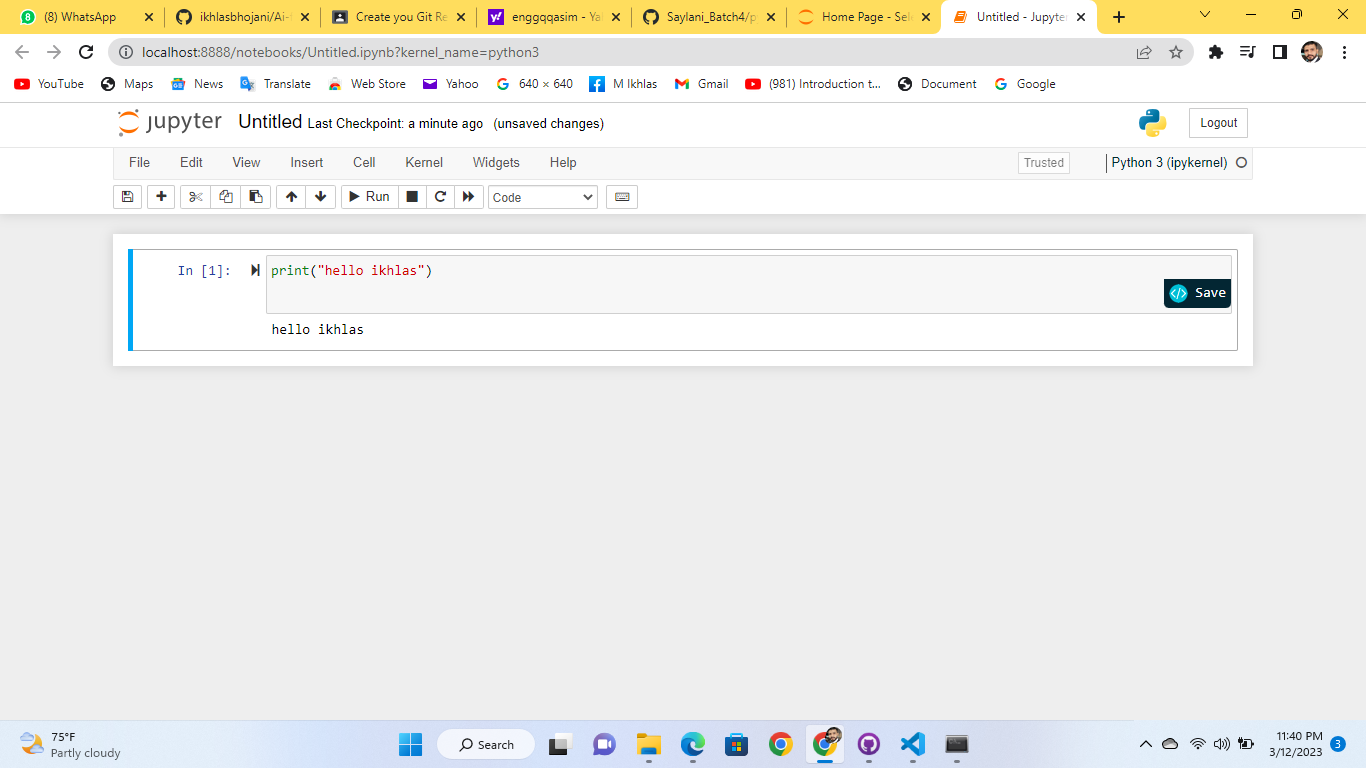 (8) WhatsApp
ikhlasbhojani/Ai-
Create you Git Re
enggqqasim - Ya
Saylani_Batch4/p
Home Page - Sele
Untitled - Jupyter
localhost:8888/notebooks/Untitled.ipynb?kernel_name=python3
YouTube Maps News Translate Web Store Yahoo 640 × 640 M Ikhlas Gmail (981) Introduction t... Document Google
jupyter Untitled Last Checkpoint: a minute ago (unsaved changes) Logout
File Edit View Insert Cell Kernel Widgets Help Trusted Python 3 (ipykernel)
Run Code
In [1]: print("hello ikhlas")
Save
hello ikhlas
75°F
Partly cloudy
Search
11:40 PM
3/12/2023
3